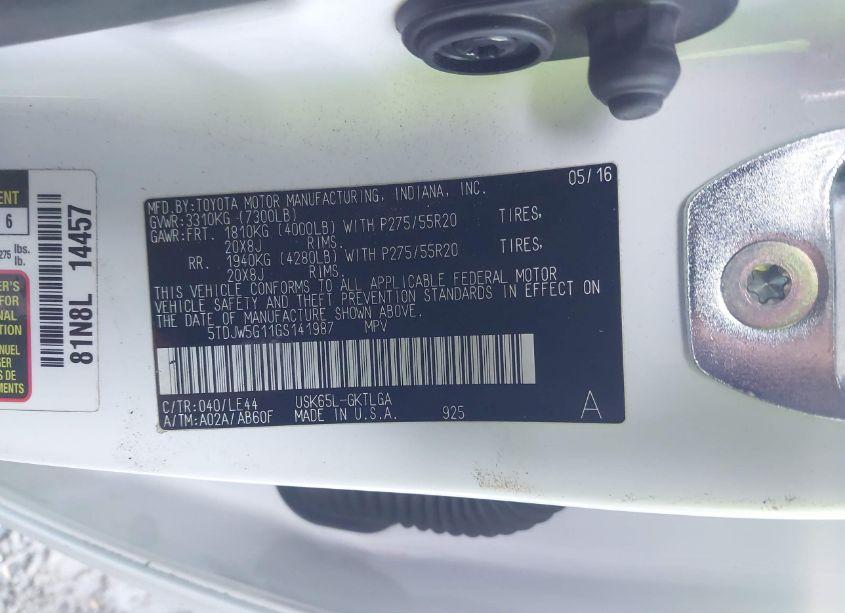 MFD.BY:TOYOTA MOTOR MANUFACTURING, INDIANA, INC. 05/16
GVWR:3310KG (7300LB)
GAWR:FRT. 1810KG (4000LB) WITH P275/55R20 TIRES,
20X8J RIMS.
RR. 1940KG (4280LB) WITH P275/55R20 TIRES,
20X8J RIMS.
THIS VEHICLE CONFORMS TO ALL APPLICABLE FEDERAL MOTOR
VEHICLE SAFETY AND THEFT PREVENTION STANDARDS IN EFFECT ON
THE DATE OF MANUFACTURE SHOWN ABOVE.
5TDJW5G11GS141987 MPV
C/TR:040/LE44 USK65L-GKTLGA
A/TM:A02A/AB60F MADE IN U.S.A. 925 A
81N8L 14457
6
275 lbs.